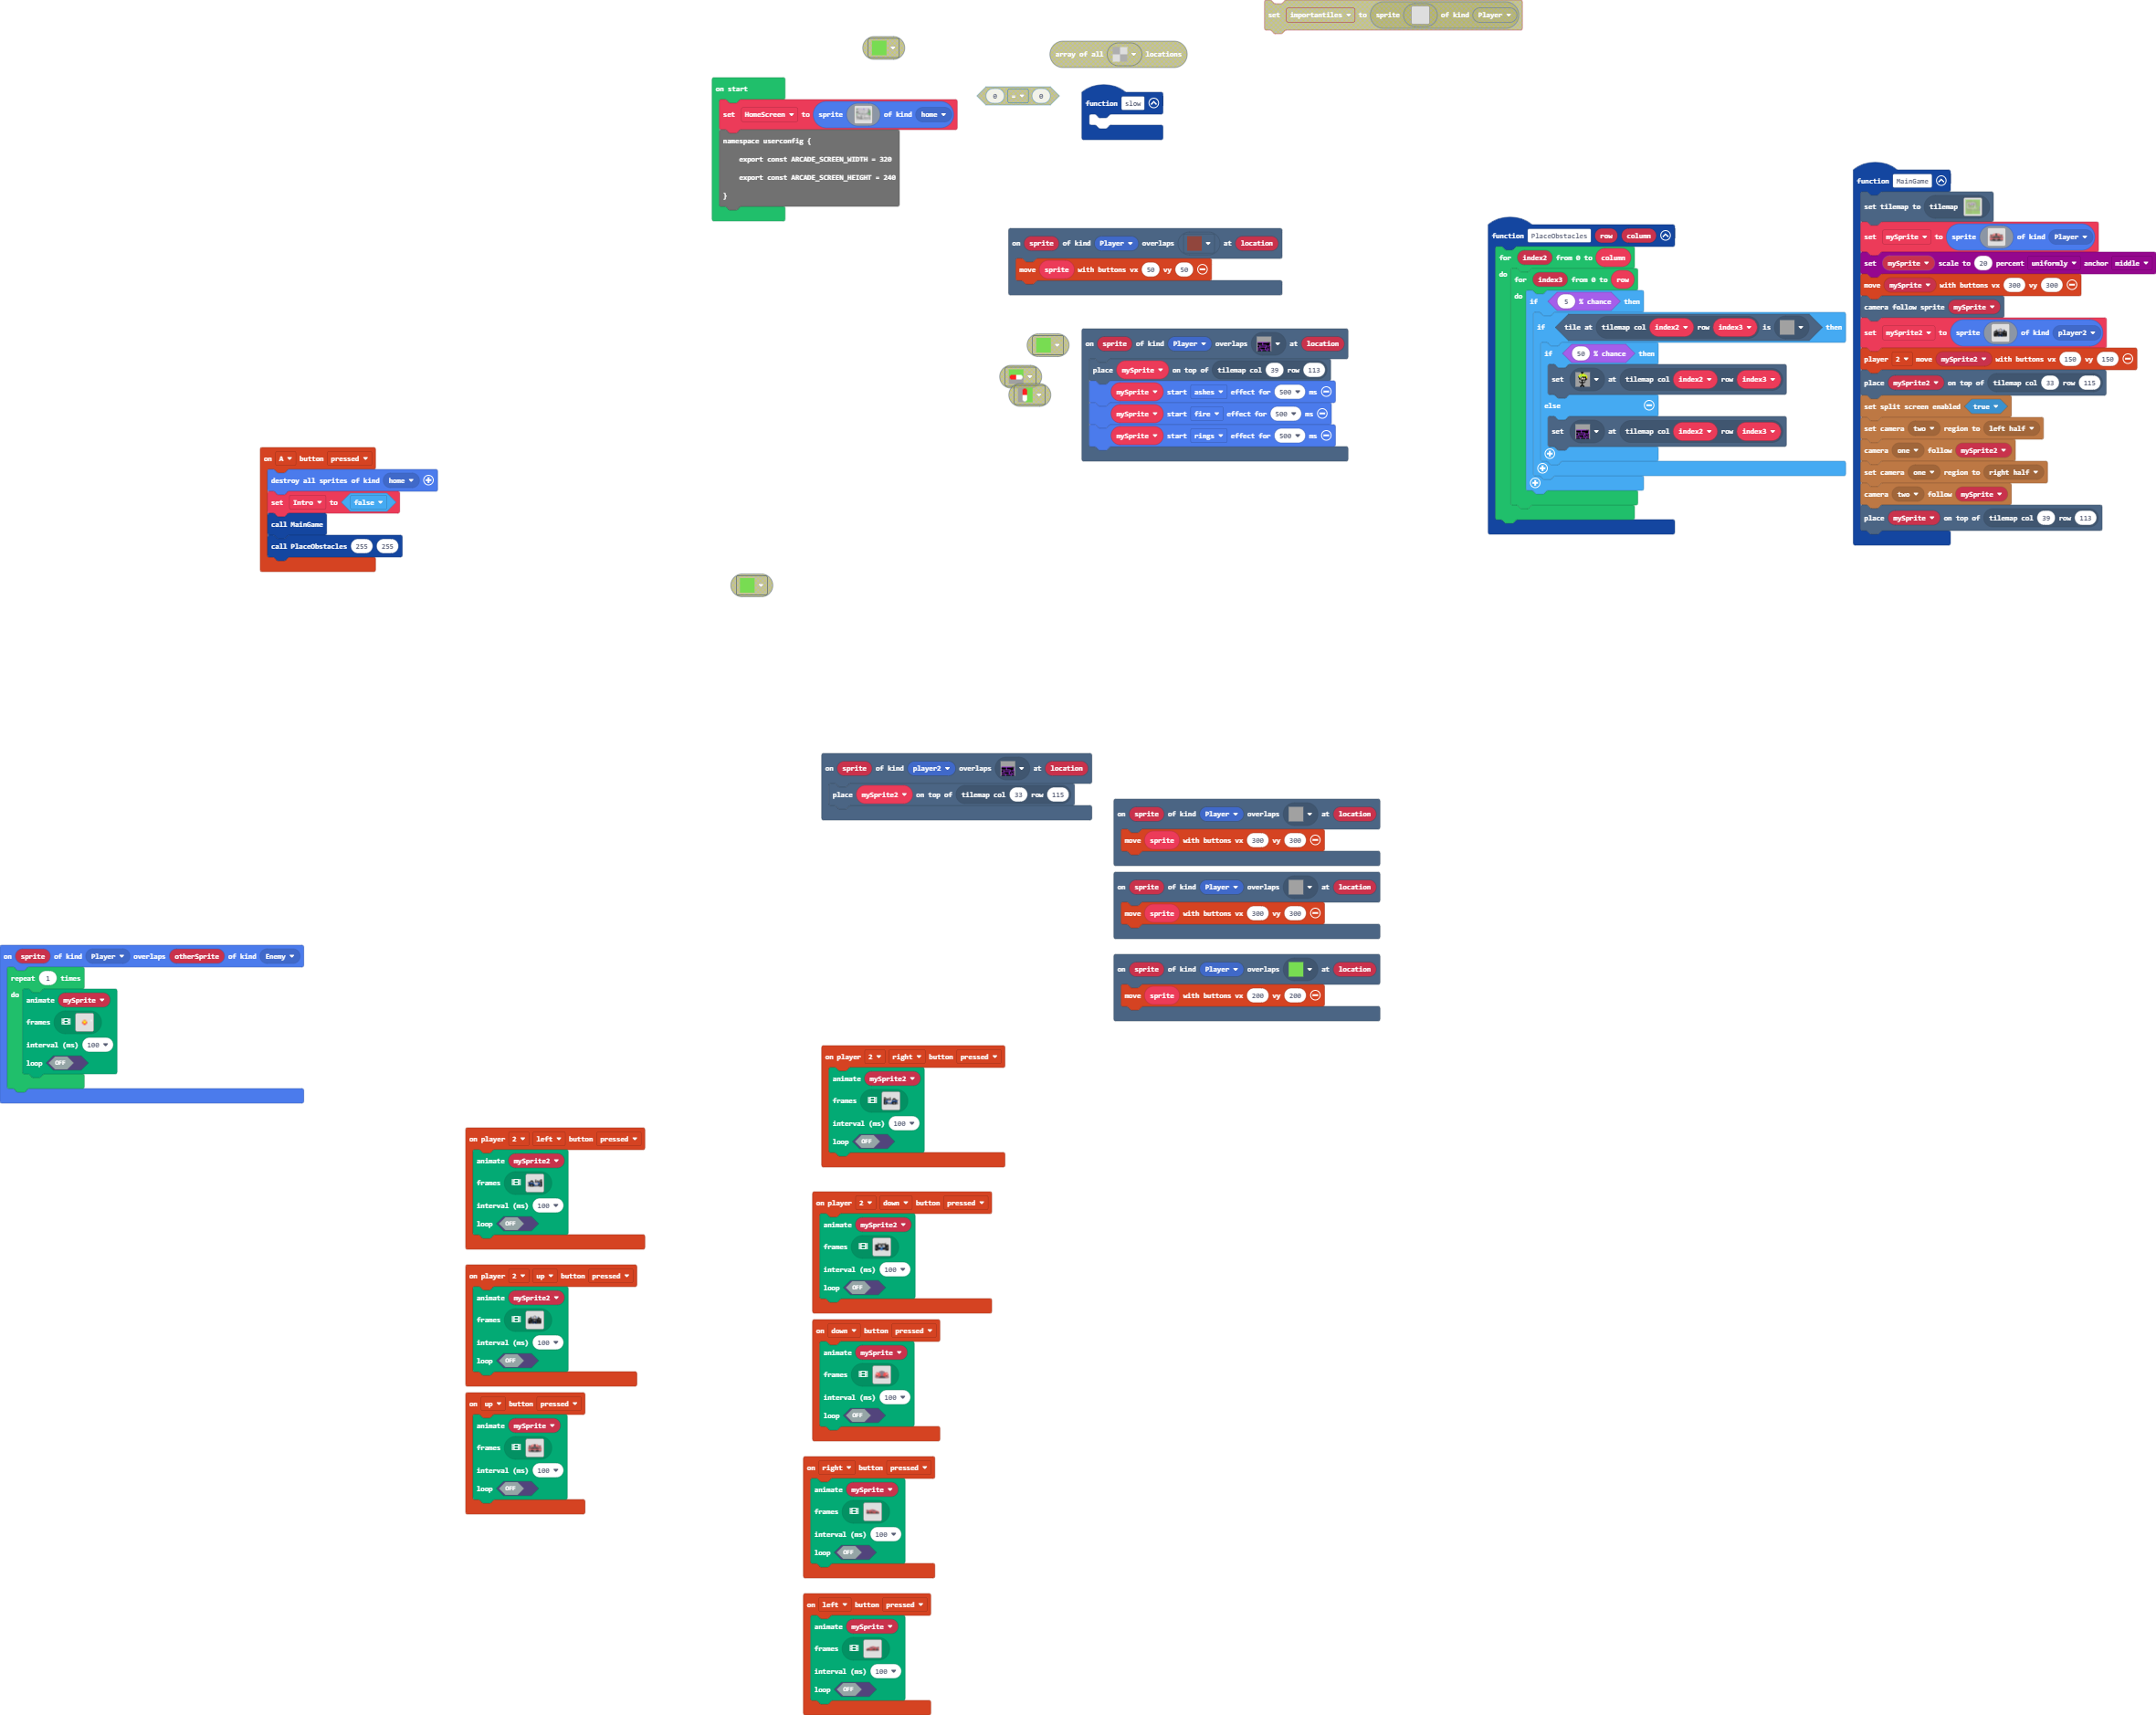 set importantiles to sprite of kind Player
array of all locations
on start
set HomeScreen to sprite of kind home
namespace userconfig {
export const ARCADE_SCREEN_WIDTH = 320
export const ARCADE_SCREEN_HEIGHT = 240
}
0 = 0
function slow
on sprite of kind Player overlaps at location
move sprite with buttons vx 50 vy 50
on sprite of kind Player overlaps at location
place mySprite on top of tilemap col 39 row 113
mySprite start ashes effect for 500 ms
mySprite start fire effect for 500 ms
mySprite start rings effect for 500 ms
function PlaceObstacles row column
for index2 from 0 to column
do for index3 from 0 to row
do if 5 % chance then
if tile at tilemap col index2 row index3 is then
if 50 % chance then
set at tilemap col index2 row index3
else
set at tilemap col index2 row index3
function MainGame
set tilemap to tilemap
set mySprite to sprite of kind Player
set mySprite scale to 20 percent uniformly anchor middle
move mySprite with buttons vx 300 vy 300
camera follow sprite mySprite
set mySprite2 to sprite of kind player2
player 2 move mySprite2 with buttons vx 150 vy 150
place mySprite2 on top of tilemap col 33 row 115
set split screen enabled true
set camera two region to left half
camera one follow mySprite2
set camera one region to right half
camera two follow mySprite
place mySprite on top of tilemap col 39 row 113
on A button pressed
destroy all sprites of kind home
set Intro to false
call MainGame
call PlaceObstacles 255 255
on sprite of kind player2 overlaps at location
place mySprite2 on top of tilemap col 33 row 115
on sprite of kind Player overlaps at location
move sprite with buttons vx 300 vy 300
on sprite of kind Player overlaps at location
move sprite with buttons vx 300 vy 300
on sprite of kind Player overlaps at location
move sprite with buttons vx 200 vy 200
on sprite of kind Player overlaps otherSprite of kind Enemy
repeat 1 times
do animate mySprite
frames
interval (ms) 100
loop OFF
on player 2 right button pressed
animate mySprite2
frames
interval (ms) 100
loop OFF
on player 2 left button pressed
animate mySprite2
frames
interval (ms) 100
loop OFF
on player 2 down button pressed
animate mySprite2
frames
interval (ms) 100
loop OFF
on player 2 up button pressed
animate mySprite2
frames
interval (ms) 100
loop OFF
on down button pressed
animate mySprite
frames
interval (ms) 100
loop OFF
on up button pressed
animate mySprite
frames
interval (ms) 100
loop OFF
on right button pressed
animate mySprite
frames
interval (ms) 100
loop OFF
on left button pressed
animate mySprite
frames
interval (ms) 100
loop OFF